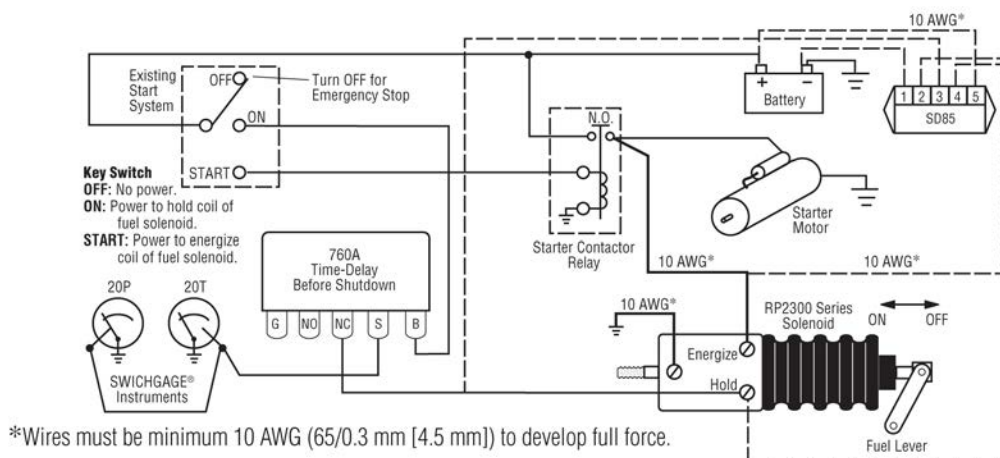 10 AWG*
Existing
Start
System
OFF
Turn OFF for
Emergency Stop
ON
START
Key Switch
OFF: No power.
ON: Power to hold coil of
fuel solenoid.
START: Power to energize
coil of fuel solenoid.
N.O.
Starter Contactor
Relay
+ −
Battery
1 2 3 4 5
SD85
Starter
Motor
10 AWG*
10 AWG*
760A
Time-Delay
Before Shutdown
G NO NC S B
20P
20T
SWICHGAGE®
Instruments
10 AWG*
RP2300 Series
Solenoid
ON OFF
Energize
Hold
Fuel Lever
*Wires must be minimum 10 AWG (65/0.3 mm [4.5 mm]) to develop full force.